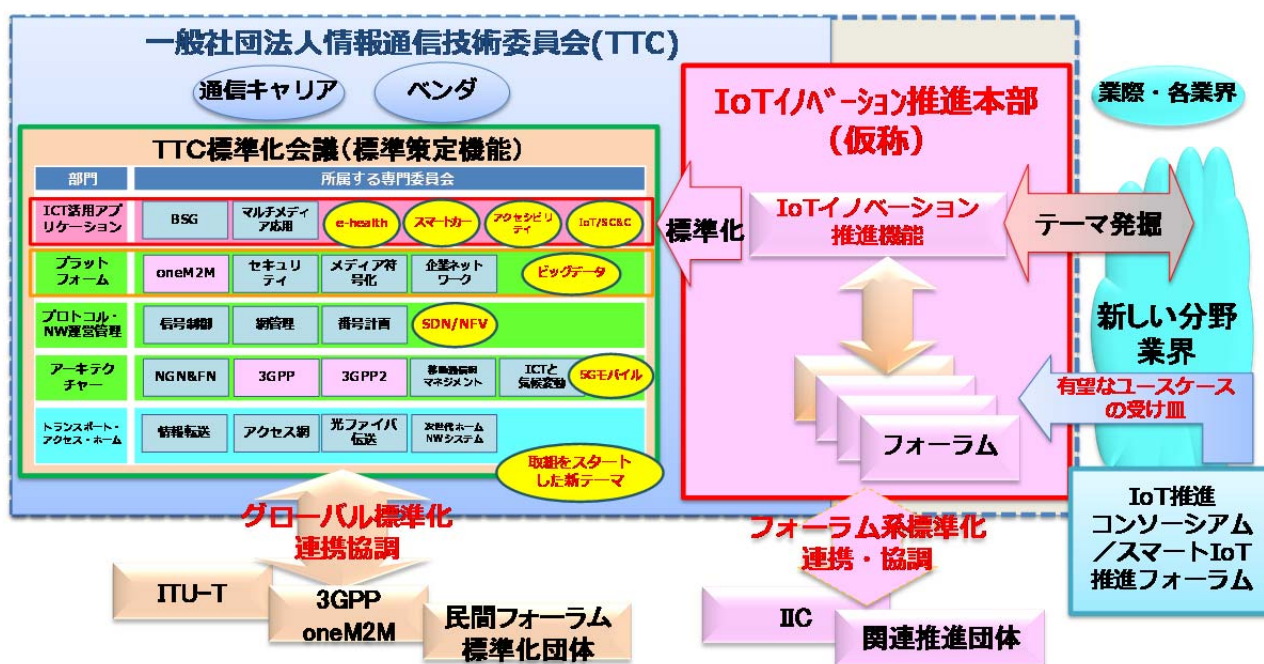 一般社団法人情報通信技術委員会(TTC)
通信キャリア
ベンダ
TTC標準化会議(標準策定機能)
部門
所属する専門委員会
ICT活用アプ
リケーション
BSG
マルチメディ
ア応用
e-health
スマートカー
アクセシビリ
ティ
IoT/SC&C
プラット
フォーム
oneM2M
セキュリ
ティ
メディア符
号化
企業ネット
ワーク
ビッグデータ
プロトコル・
NW運営管理
信号制御
網管理
番号計画
SDN/NFV
アーキテク
チャー
NGN&FN
3GPP
3GPP2
移動通信網
マネジメント
ICTと
気候変動
5Gモバイル
トランスポート・
アクセス・ホーム
情報転送
アクセス網
光ファイバ
伝送
次世代ホーム
NWシステム
取組をスタート
した新テーマ
IoTイノベーション推進本部
(仮称)
標準化
IoTイノベーション
推進機能
テーマ発掘
フォーラム
業際・各業界
新しい分野
業界
有望なユースケース
の受け皿
IoT推進
コンソーシアム
/スマートIoT
推進フォーラム
グローバル標準化
連携協調
ITU-T
3GPP
oneM2M
民間フォーラム
標準化団体
フォーラム系標準化
連携・協調
IIC
関連推進団体